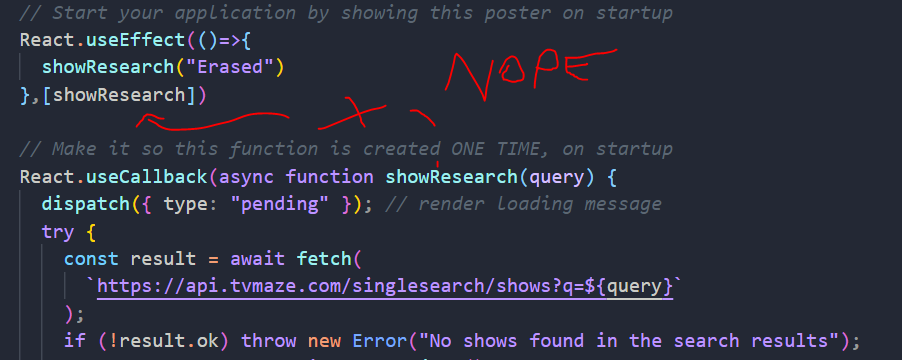 // Start your application by showing this poster on startup
React.useEffect(()=>{
showResearch("Erased")
},[showResearch])
NOPE
// Make it so this function is created ONE TIME, on startup
React.useCallback(async function showResearch(query) {
dispatch({ type: "pending" }); // render loading message
try {
const result = await fetch(
`https://api.tvmaze.com/singlesearch/shows?q=${query}`
);
if (!result.ok) throw new Error("No shows found in the search results");